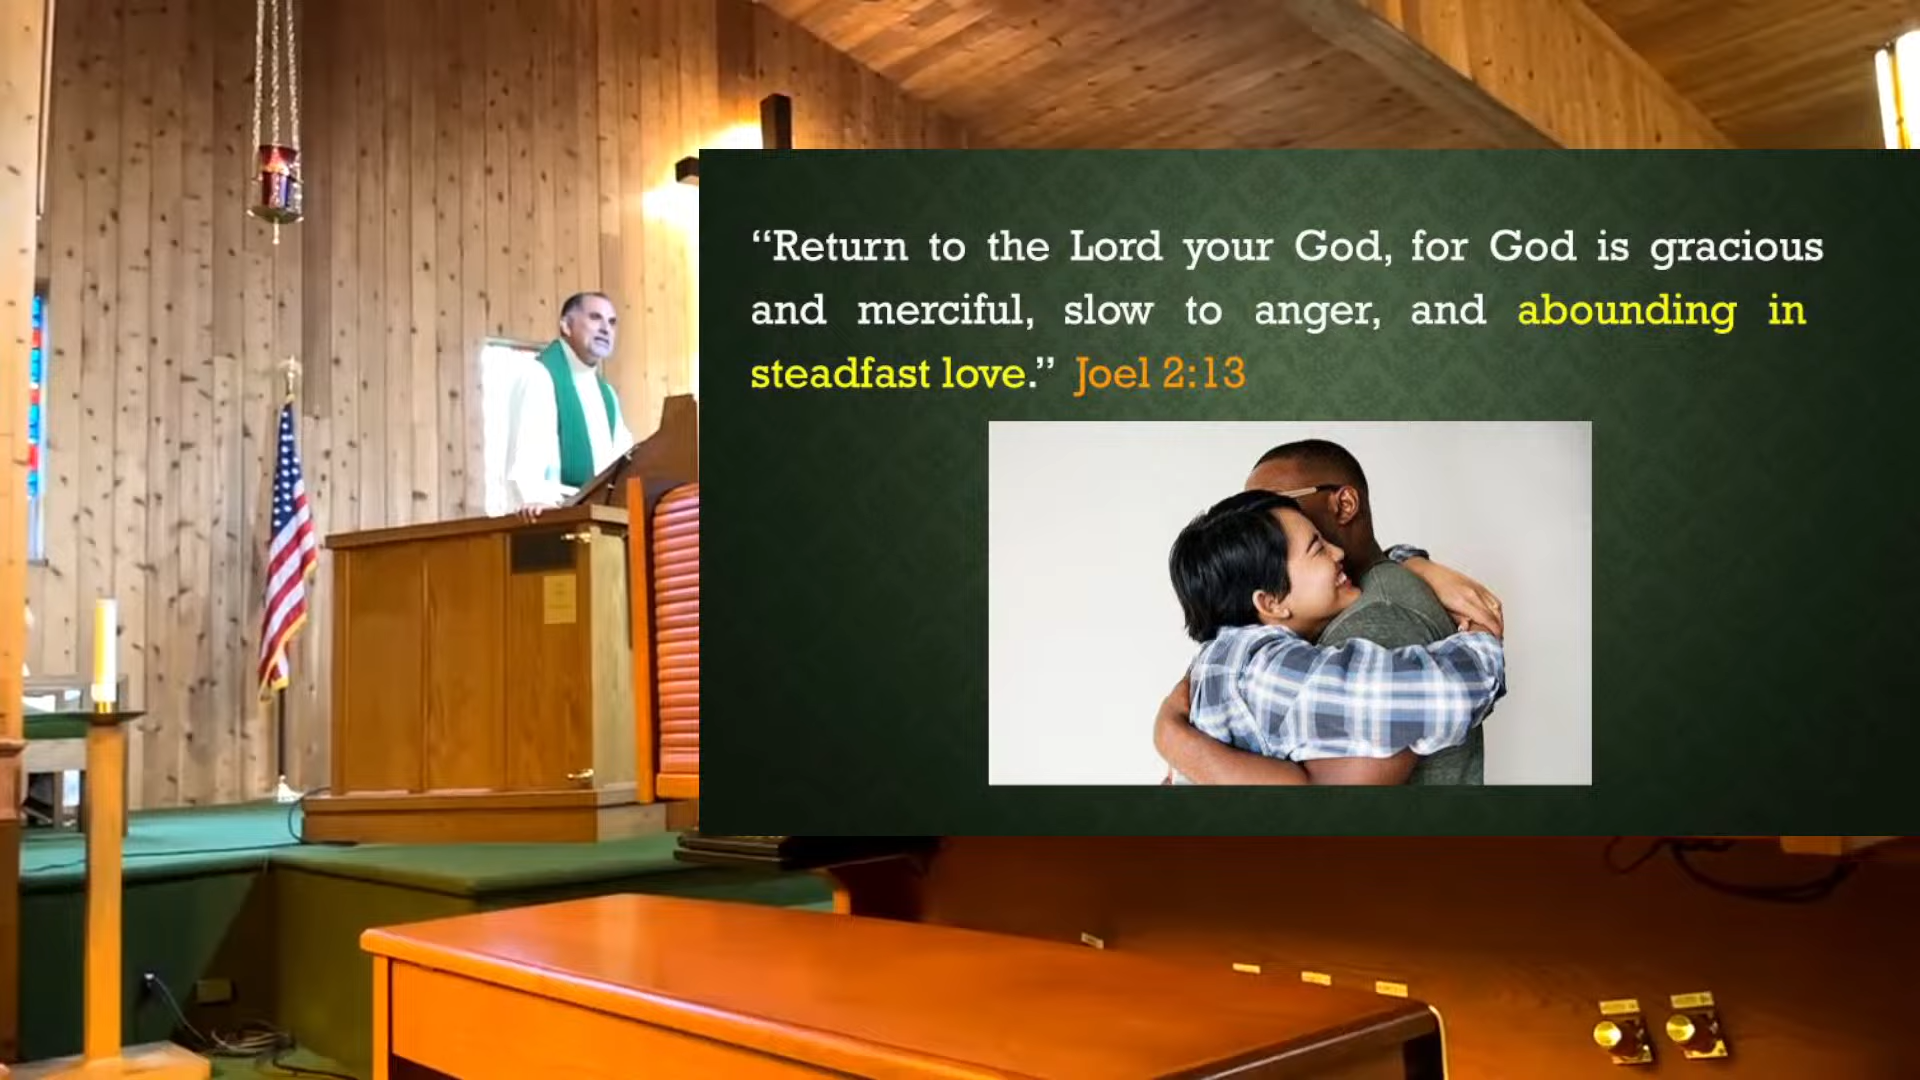 “Return to the Lord your God, for God is gracious
and merciful, slow to anger, and abounding in
steadfast love.” Joel 2:13